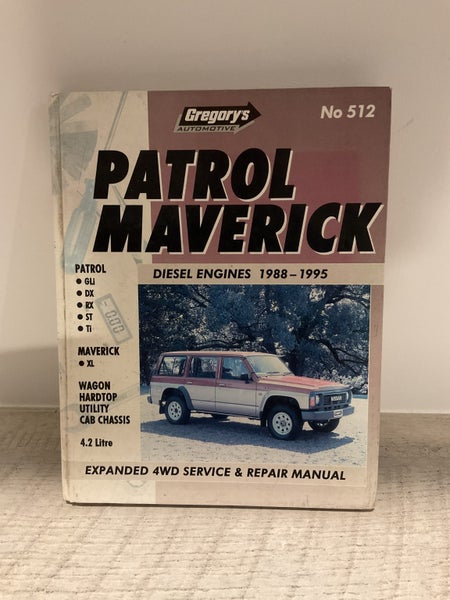 Gregory's
AUTOMOTIVE
No 512
PATROL
MAVERICK
DIESEL ENGINES 1988-1995
PATROL
● GLi
● DX
● RX
● ST
● Ti
MAVERICK
● XL
WAGON
HARDTOP
UTILITY
CAB CHASSIS
4.2 Litre
NISSAN
EXPANDED 4WD SERVICE & REPAIR MANUAL